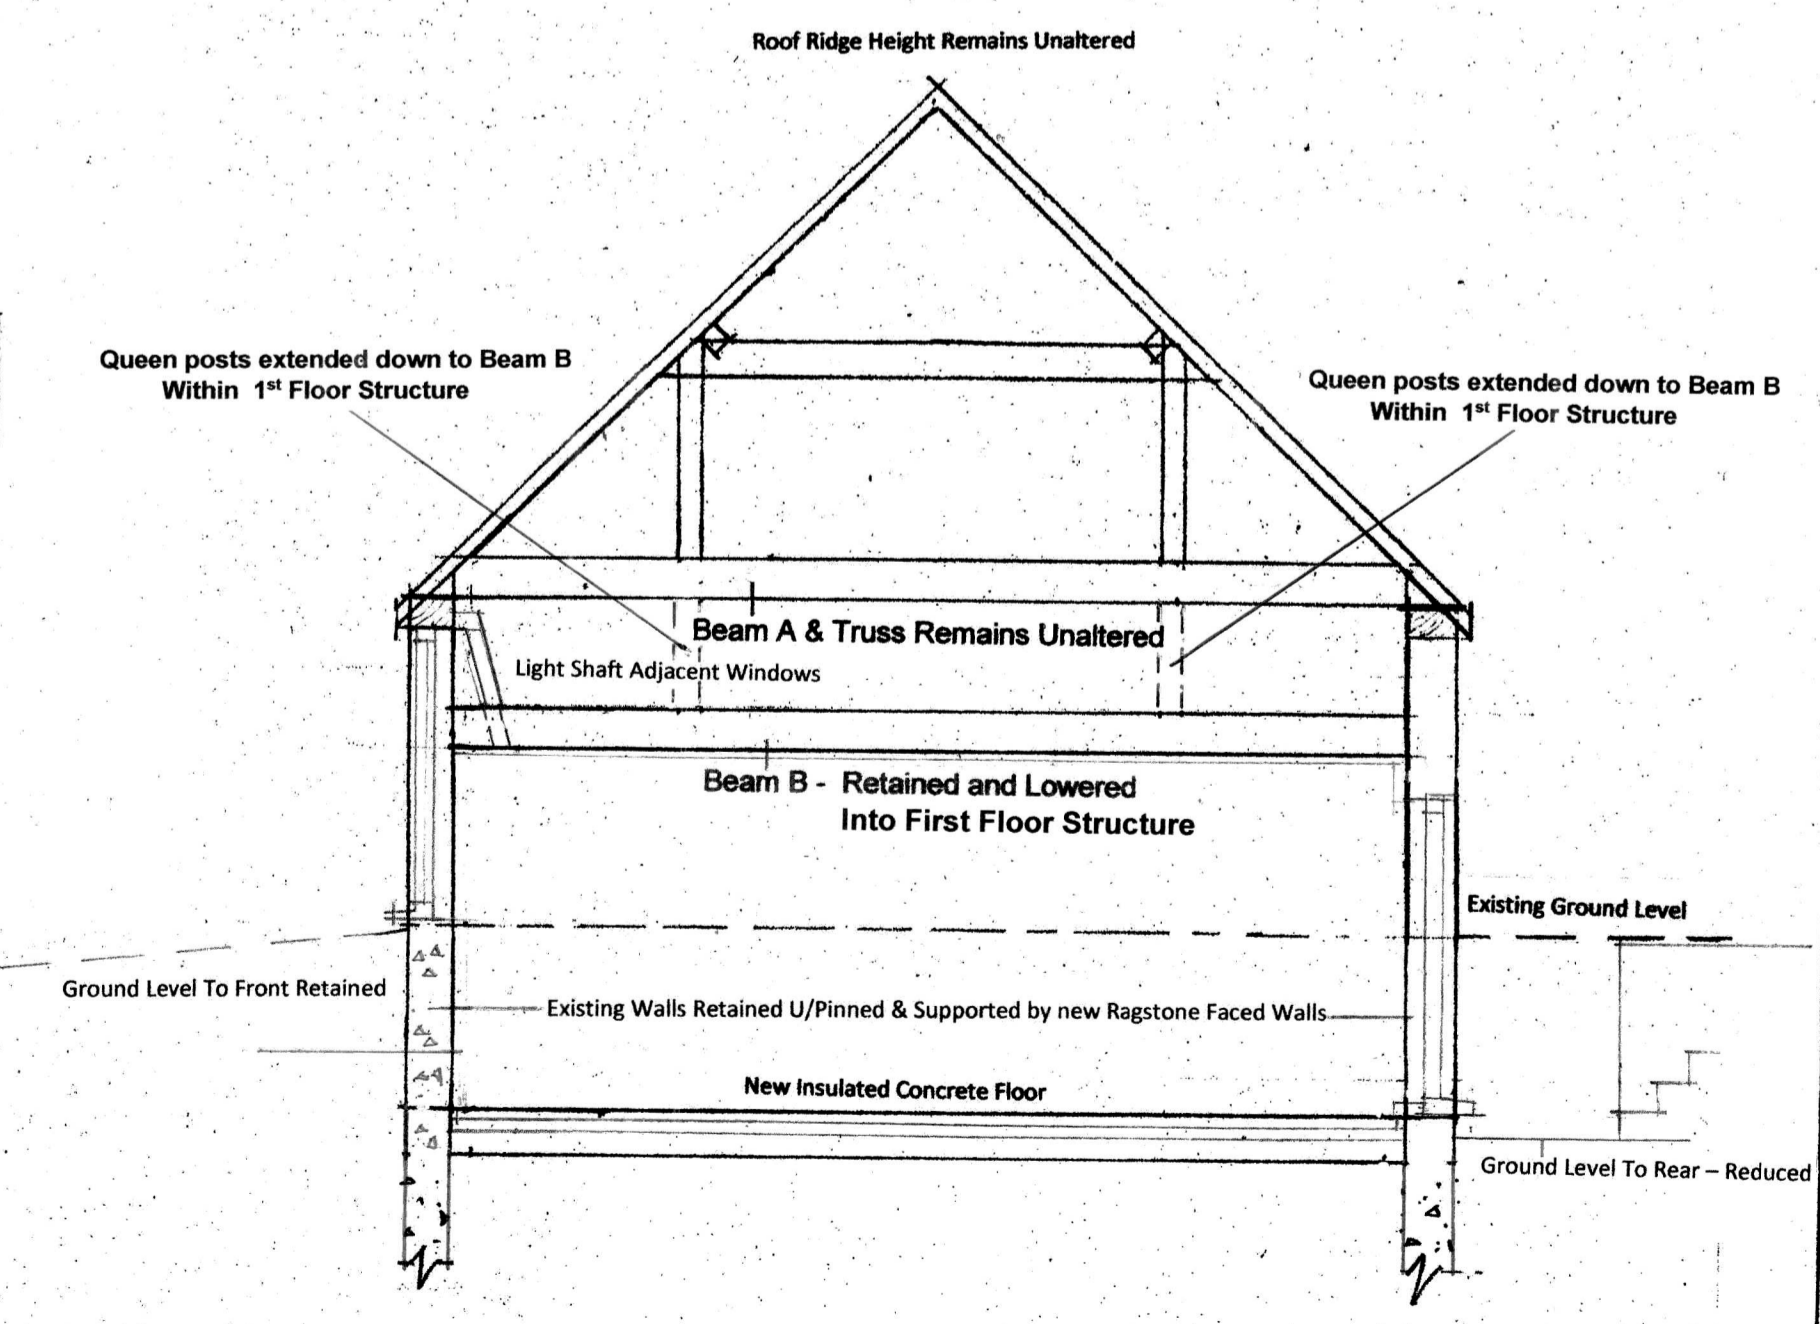 Roof Ridge Height Remains Unaltered
Queen posts extended down to Beam B
Within 1st Floor Structure
Queen posts extended down to Beam B
Within 1st Floor Structure
Beam A & Truss Remains Unaltered
Light Shaft Adjacent Windows
Beam B - Retained and Lowered
Into First Floor Structure
Existing Ground Level
Ground Level To Front Retained
Existing Walls Retained U/Pinned & Supported by new Ragstone Faced Walls
New Insulated Concrete Floor
Ground Level To Rear – Reduced